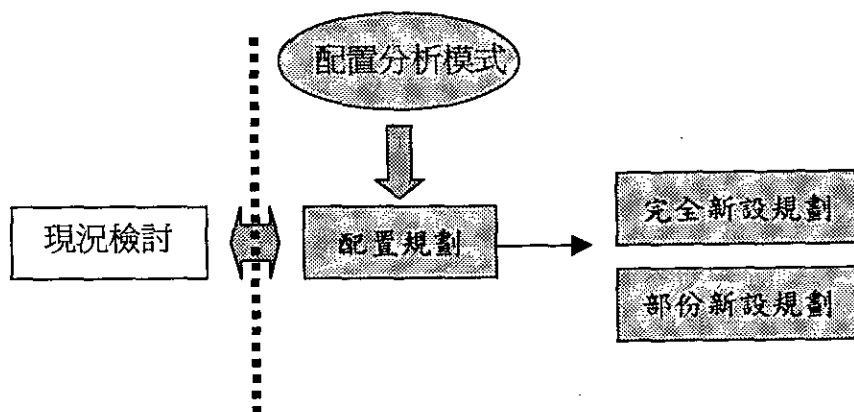 配置分析模式
現況檢討
配置規劃
完全新設規劃
部份新設規劃